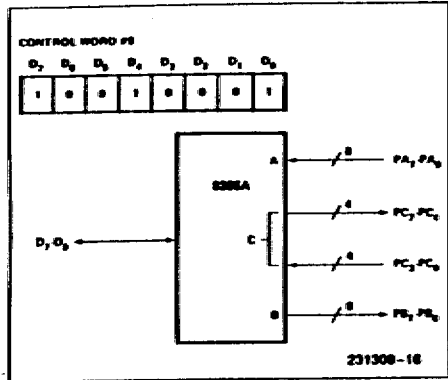 CONTROL WORD #9
D7 D6 D5 D4 D3 D2 D1 D0
1 0 0 1 0 0 0 1
A 8 PA7-PA0
8255A
4 PC7-PC4
D7-D0 C
4 PC3-PC0
B 8 PB7-PB0
231308-16